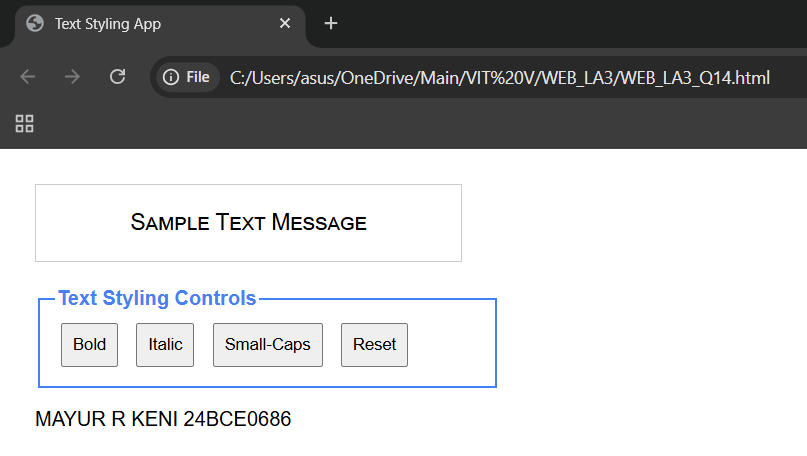 Text Styling App
File C:/Users/asus/OneDrive/Main/VIT%20V/WEB_LA3/WEB_LA3_Q14.html
Sample Text Message
Text Styling Controls
Bold Italic Small-Caps Reset
MAYUR R KENI 24BCE0686